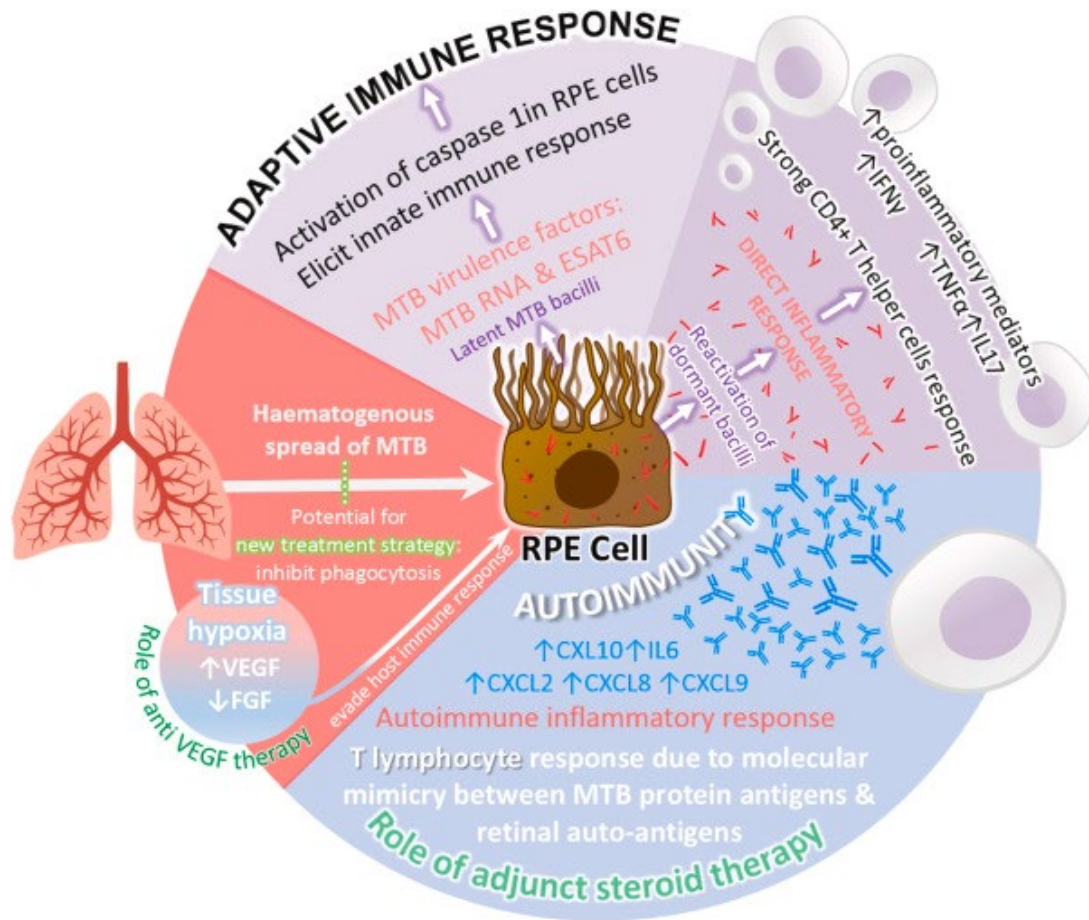 ADAPTIVE IMMUNE RESPONSE
Activation of caspase 1in RPE cells
Elicit innate immune response
MTB virulence factors:
MTB RNA & ESAT6
Latent MTB bacilli
Reactivation of
dormant bacilli
DIRECT INFLAMMATORY
RESPONSE
Strong CD4+ T helper cells response
↑proinflammatory mediators
↑IFNγ
↑TNFα↑IL17
Haematogenous
spread of MTB
Potential for
new treatment strategy:
inhibit phagocytosis
RPE Cell
Tissue
hypoxia
↑VEGF
↓FGF
Role of anti VEGF therapy
evade host immune response
AUTOIMMUNITY
↑CXL10↑IL6
↑CXCL2 ↑CXCL8 ↑CXCL9
Autoimmune inflammatory response
T lymphocyte response due to molecular
mimicry between MTB protein antigens &
retinal auto-antigens
Role of adjunct steroid therapy